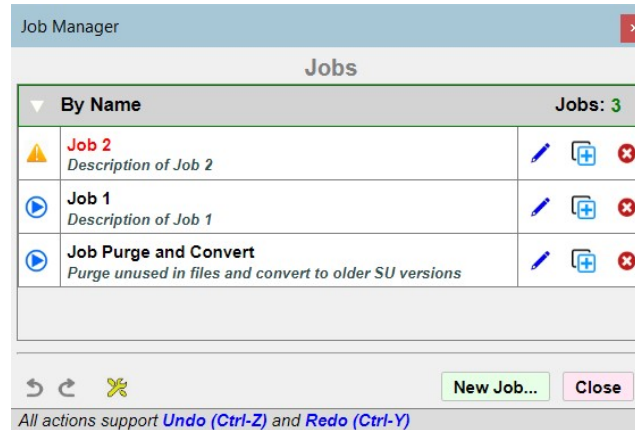 Job Manager
Jobs
By Name Jobs: 3
Job 2
Description of Job 2
Job 1
Description of Job 1
Job Purge and Convert
Purge unused in files and convert to older SU versions
New Job... Close
All actions support Undo (Ctrl-Z) and Redo (Ctrl-Y)